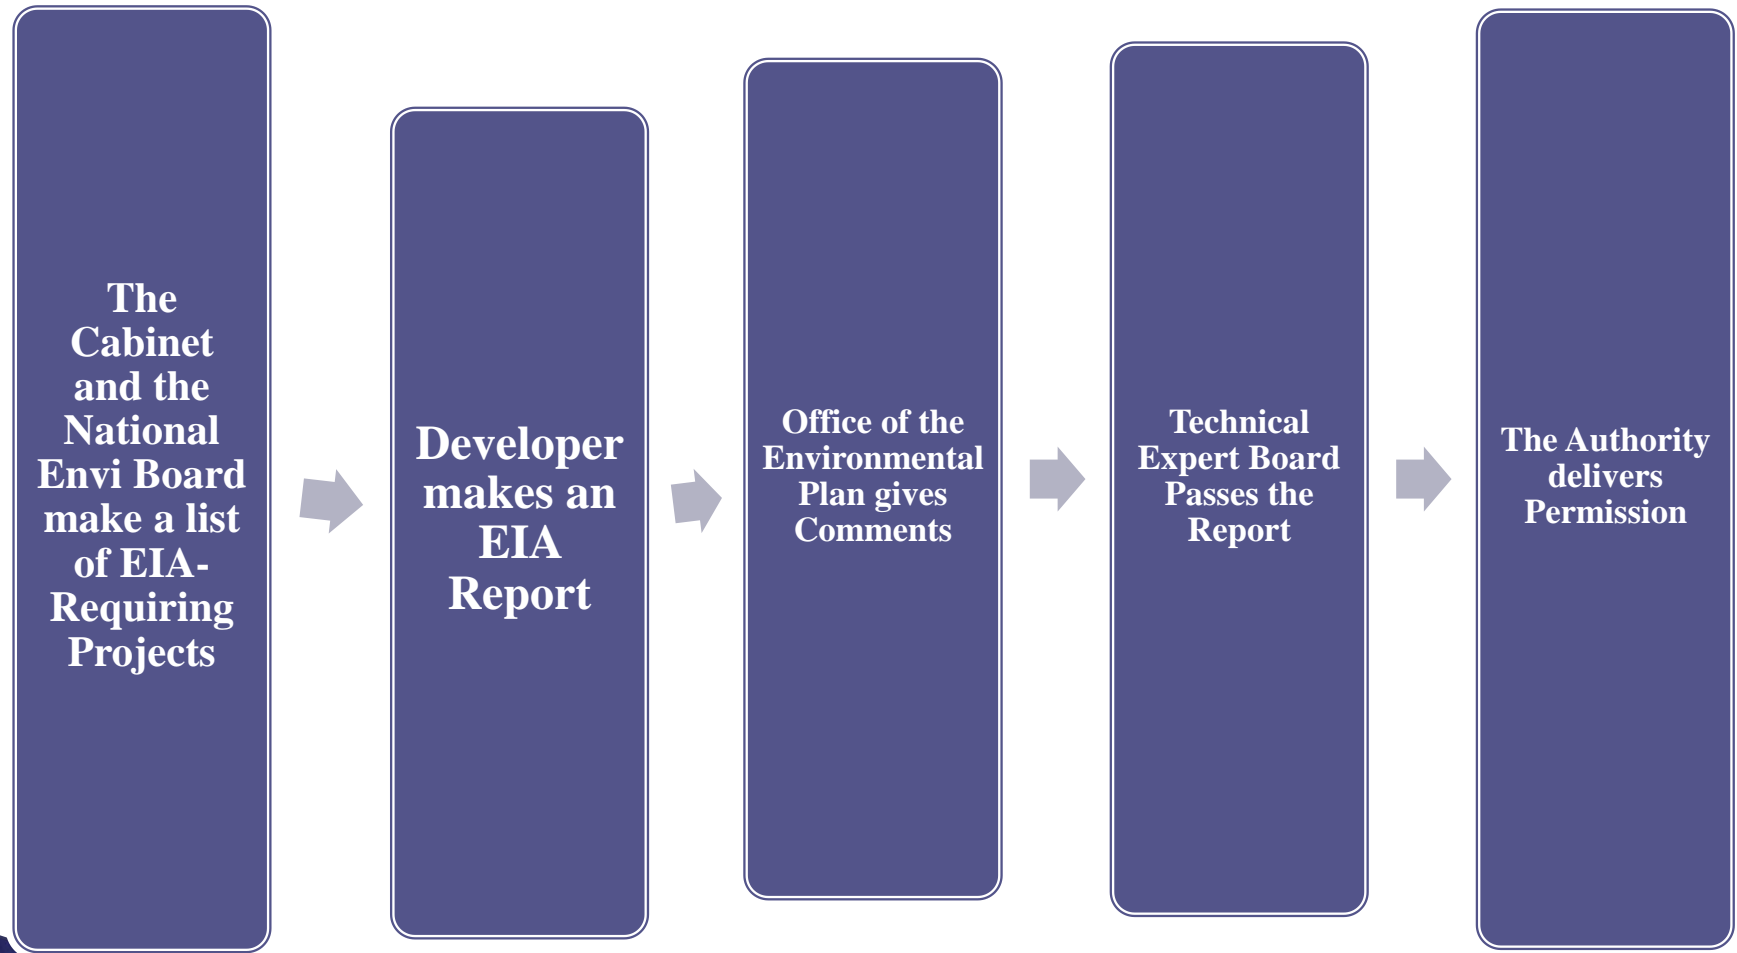 The
Cabinet
and the
National
Envi Board
make a list
of EIA-
Requiring
Projects
Developer
makes an
EIA
Report
Office of the
Environmental
Plan gives
Comments
Technical
Expert Board
Passes the
Report
The Authority
delivers
Permission